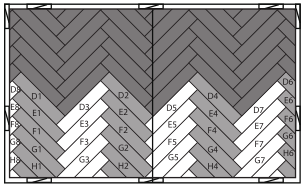 D8 D1 D3 D2 D5 D4 D7 D6
E8 E1 E3 E2 E5 E4 E7 E6
F8 F1 F3 F2 F5 F4 F7 F6
G8 G1 G3 G2 G5 G4 G7 G6
H8 H1 H2 H4 H6